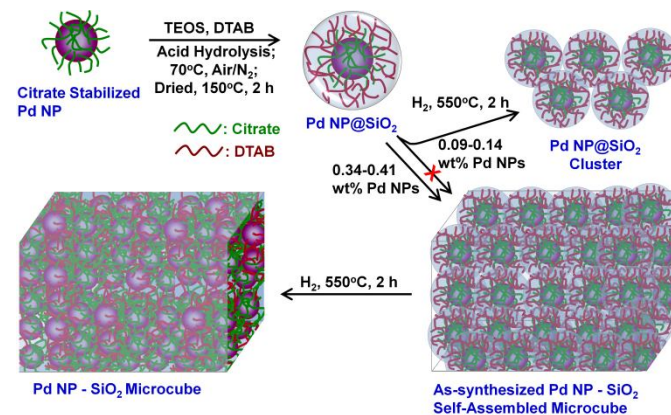 TEOS, DTAB
Acid Hydrolysis;
70°C, Air/N₂;
Dried, 150°C, 2 h
Citrate Stabilized
Pd NP
: Citrate
: DTAB
Pd NP@SiO₂
H₂, 550°C, 2 h
Pd NP@SiO₂
Cluster
0.09-0.14
wt% Pd NPs
0.34-0.41
wt% Pd NPs
H₂, 550°C, 2 h
Pd NP - SiO₂ Microcube
As-synthesized Pd NP - SiO₂
Self-Assembled Microcube